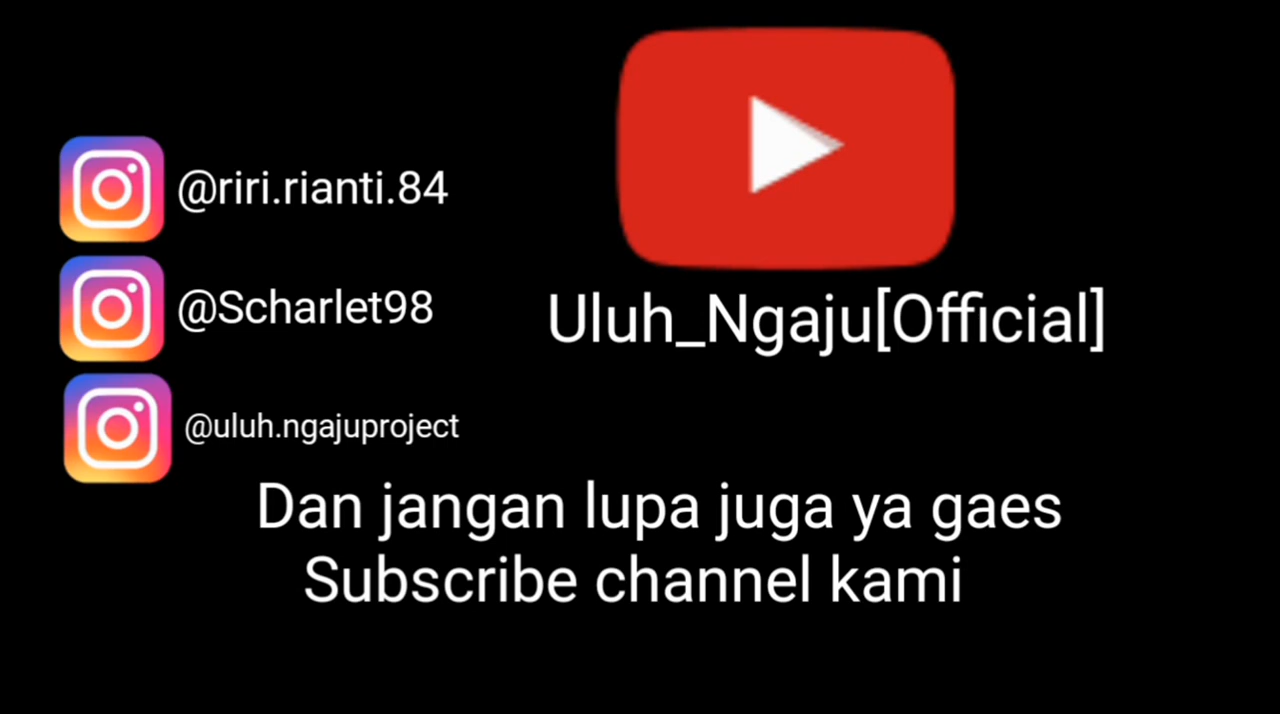 @riri.rianti.84
@Scharlet98
@uluh.ngajuproject
Uluh_Ngaju[Official]
Dan jangan lupa juga ya gaes
Subscribe channel kami